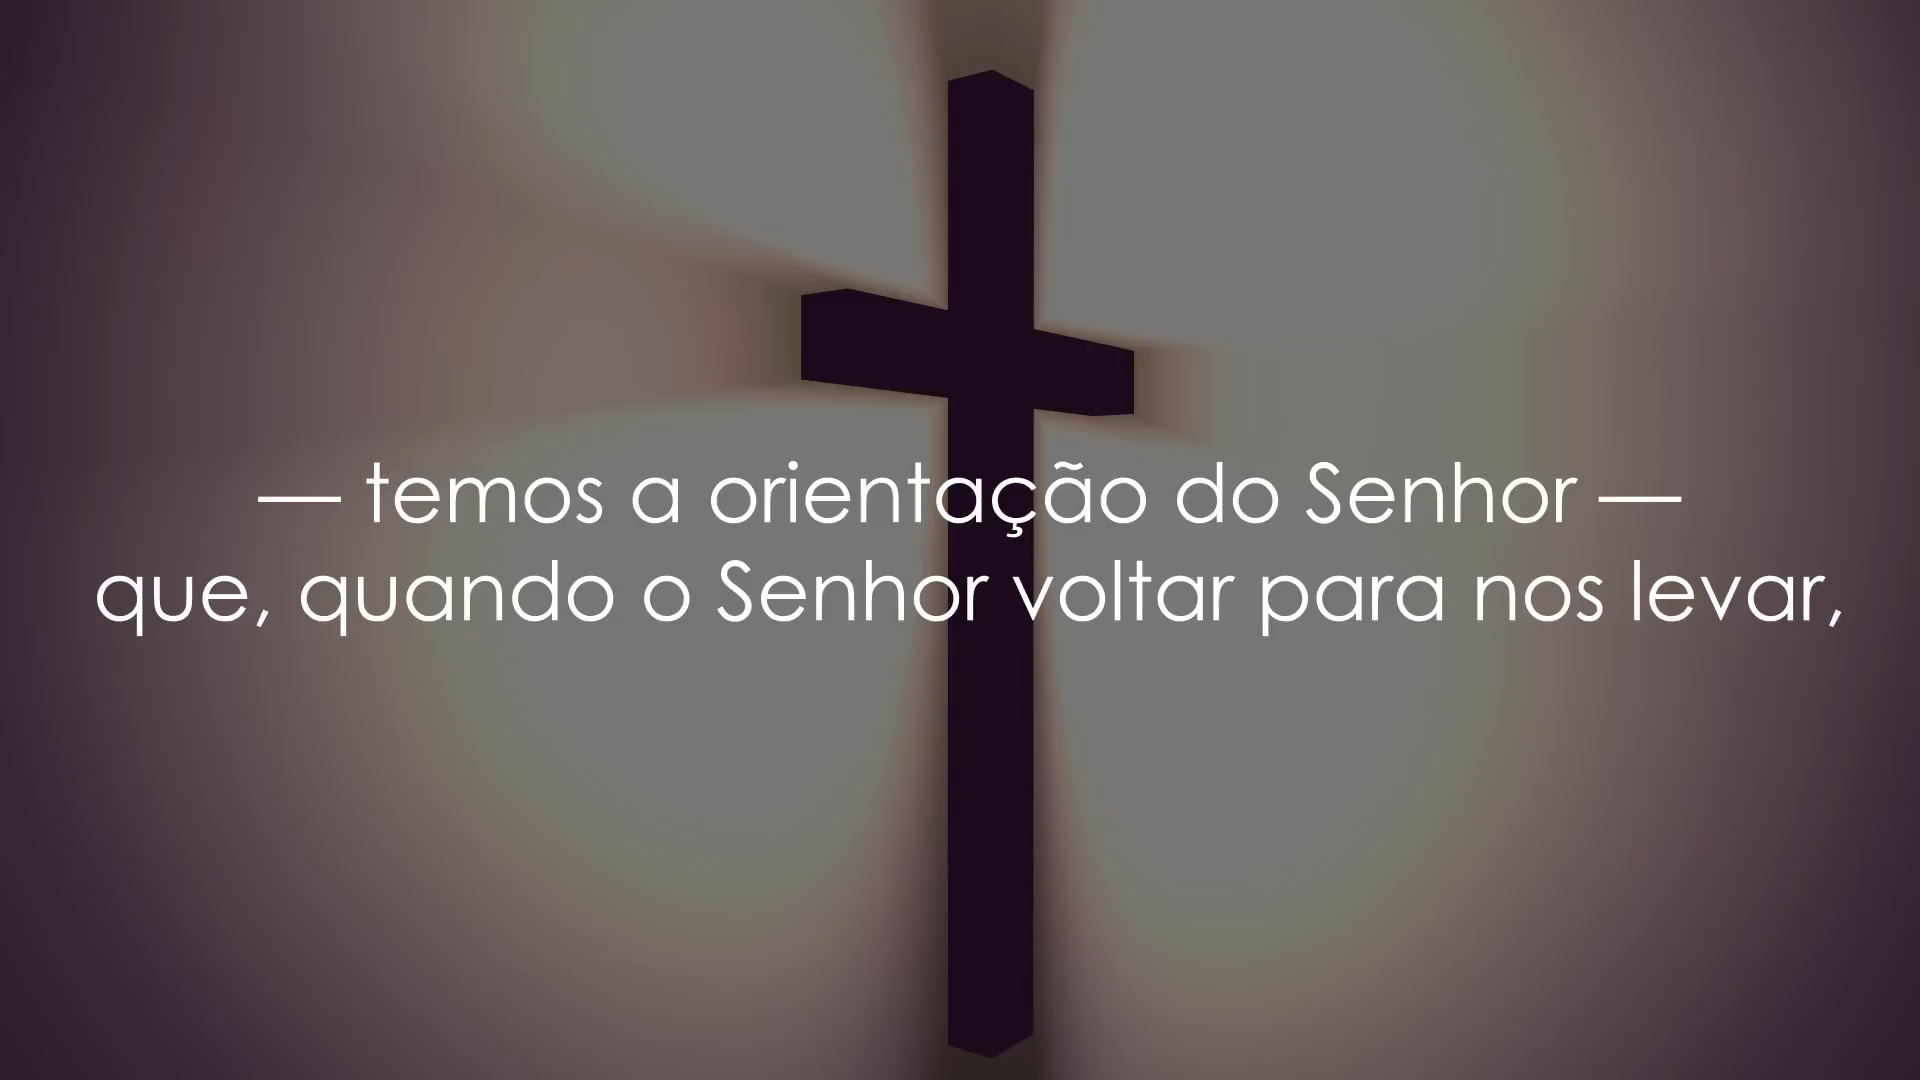 — temos a orientação do Senhor —
que, quando o Senhor voltar para nos levar,